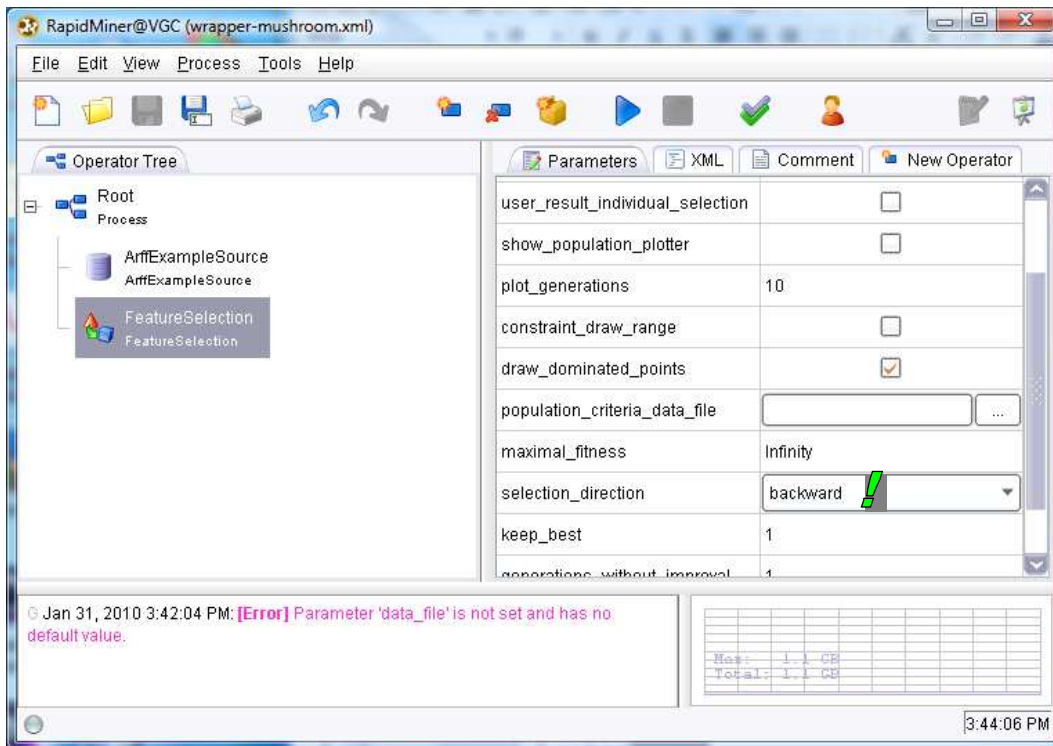 RapidMiner@VGC (wrapper-mushroom.xml)
File Edit View Process Tools Help
Operator Tree
Root
Process
ArffExampleSource
ArffExampleSource
FeatureSelection
FeatureSelection
Parameters XML Comment New Operator
user_result_individual_selection
show_population_plotter
plot_generations 10
constraint_draw_range
draw_dominated_points
population_criteria_data_file ...
maximal_fitness Infinity
selection_direction backward !
keep_best 1
generations_without_improval 1
G Jan 31, 2010 3:42:04 PM: [Error] Parameter 'data_file' is not set and has no
default value.
Max: 1.1 GB
Total: 1.1 GB
3:44:06 PM